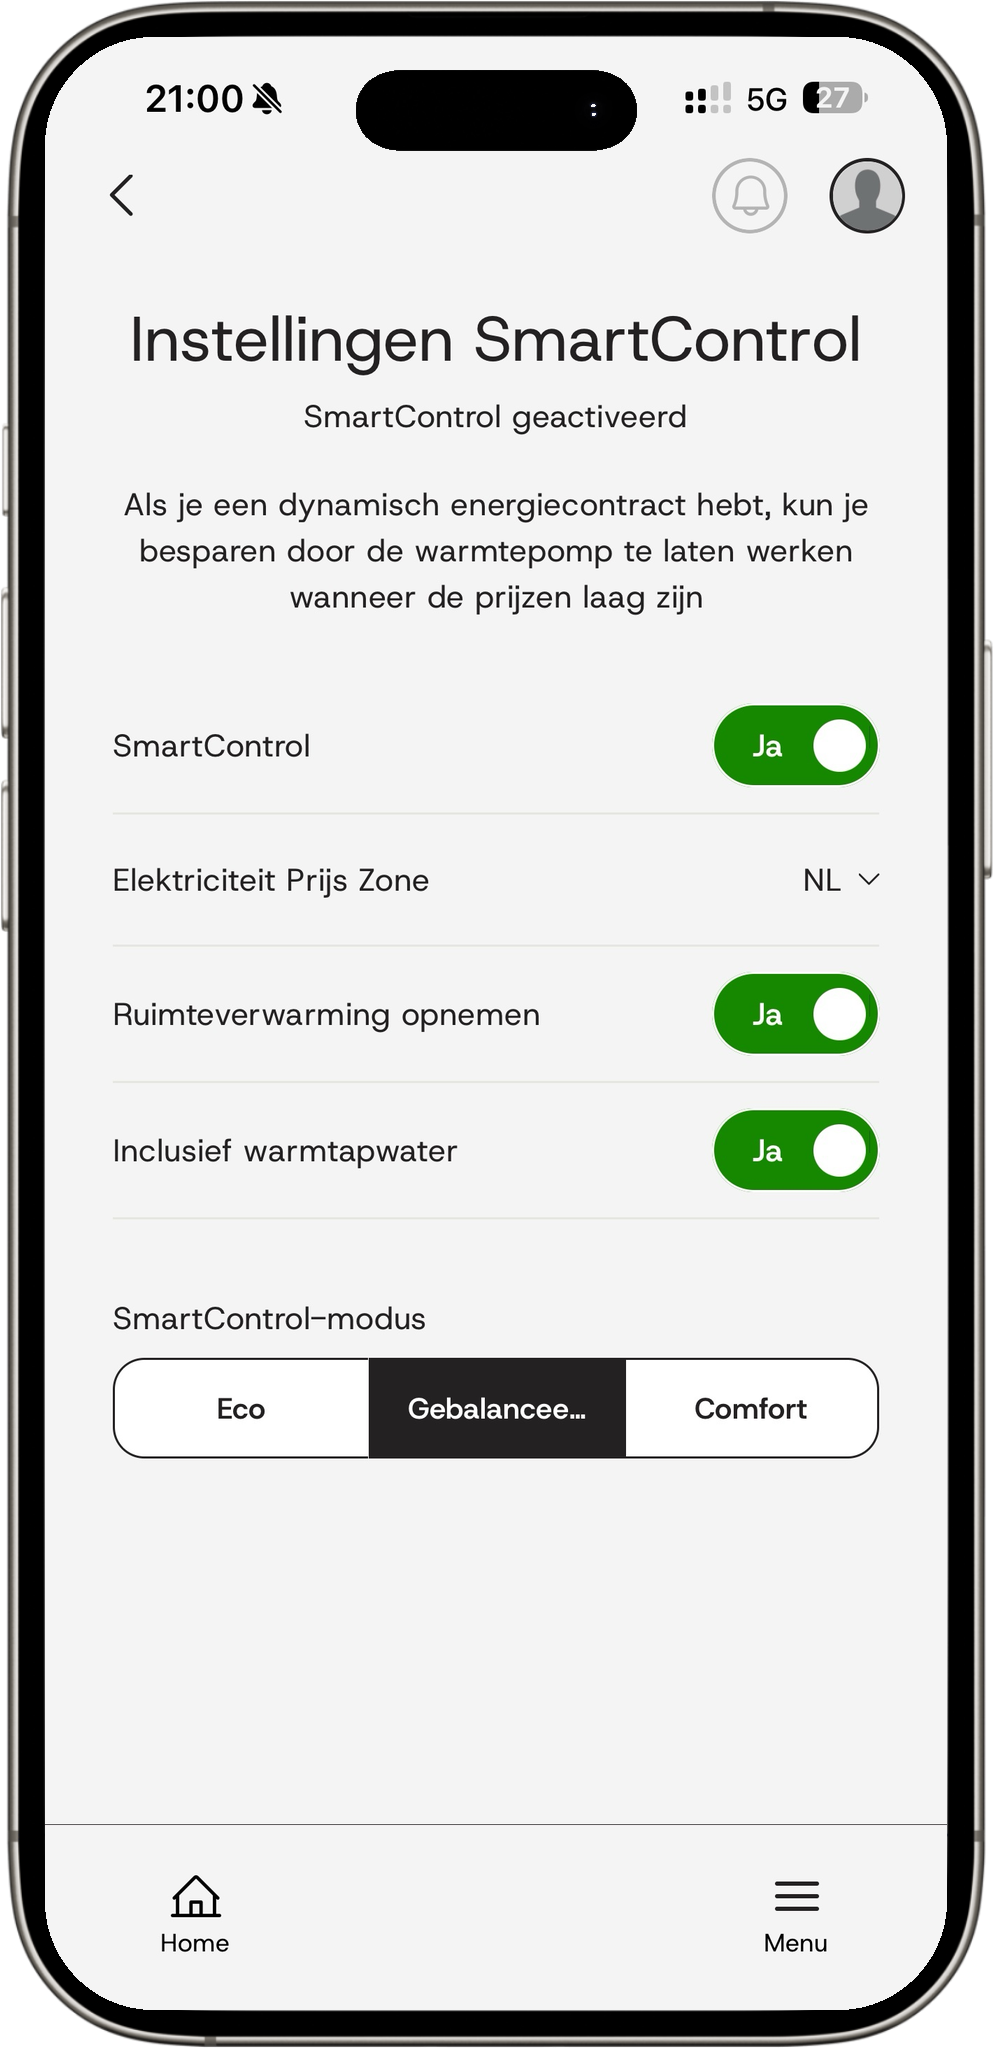 21:00 5G 27
Instellingen SmartControl
SmartControl geactiveerd
Als je een dynamisch energiecontract hebt, kun je
besparen door de warmtepomp te laten werken
wanneer de prijzen laag zijn
SmartControl Ja
Elektriciteit Prijs Zone NL
Ruimteverwarming opnemen Ja
Inclusief warmtapwater Ja
SmartControl-modus
Eco Gebalancee... Comfort
Home Menu